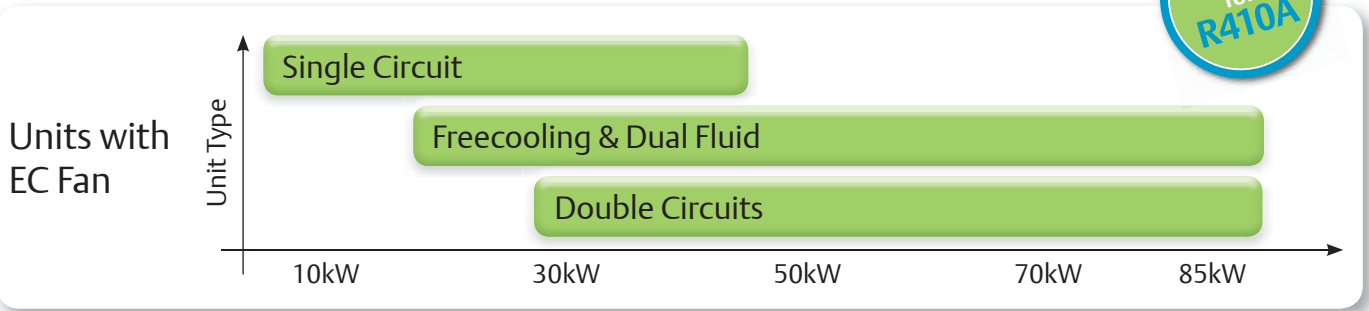 R410A
Single Circuit
Units with
EC Fan
Unit Type
Freecooling & Dual Fluid
Double Circuits
10kW 30kW 50kW 70kW 85kW